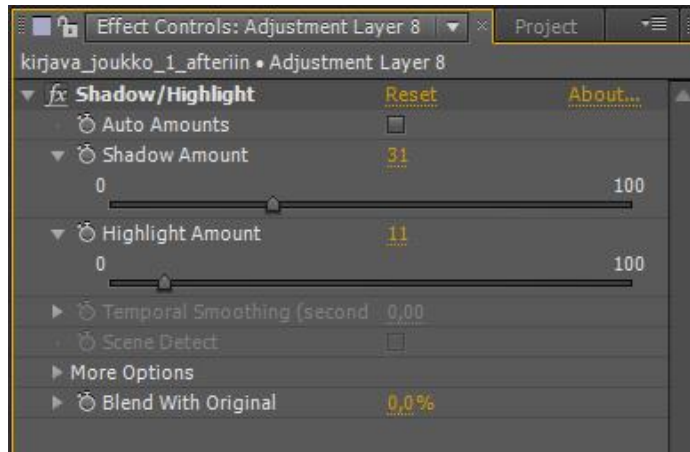 Effect Controls: Adjustment Layer 8 Project
kirjava_joukko_1_afteriin • Adjustment Layer 8
fx Shadow/Highlight Reset About...
Auto Amounts
Shadow Amount 31
0 100
Highlight Amount 11
0 100
Temporal Smoothing (second 0,00
Scene Detect
More Options
Blend With Original 0,0%